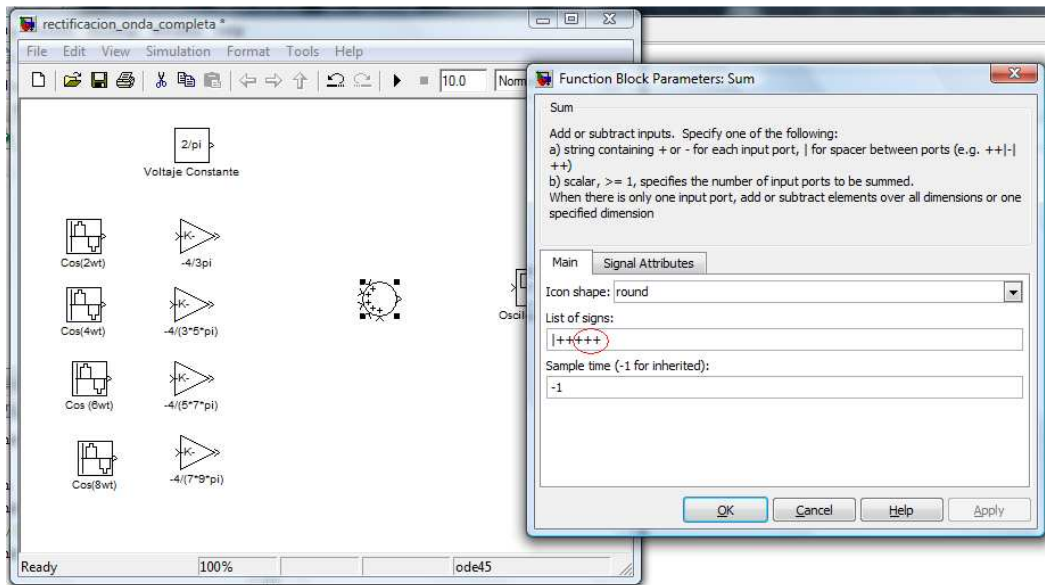 rectificacion_onda_completa *
File Edit View Simulation Format Tools Help
10.0 Norm
2/pi
Voltaje Constante
K-
Cos(2wt) -4/3pi
K-
Cos(4wt) -4/(3*5*pi)
K-
Cos (6wt) -4/(5*7*pi)
K-
Cos(8wt) -4/(7*9*pi)
Oscil
Ready 100% ode45
Function Block Parameters: Sum
Sum
Add or subtract inputs. Specify one of the following:
a) string containing + or - for each input port, | for spacer between ports (e.g. ++|-|
++)
b) scalar, >= 1, specifies the number of input ports to be summed.
When there is only one input port, add or subtract elements over all dimensions or one
specified dimension
Main Signal Attributes
Icon shape: round
List of signs:
|+++++
Sample time (-1 for inherited):
-1
OK Cancel Help Apply